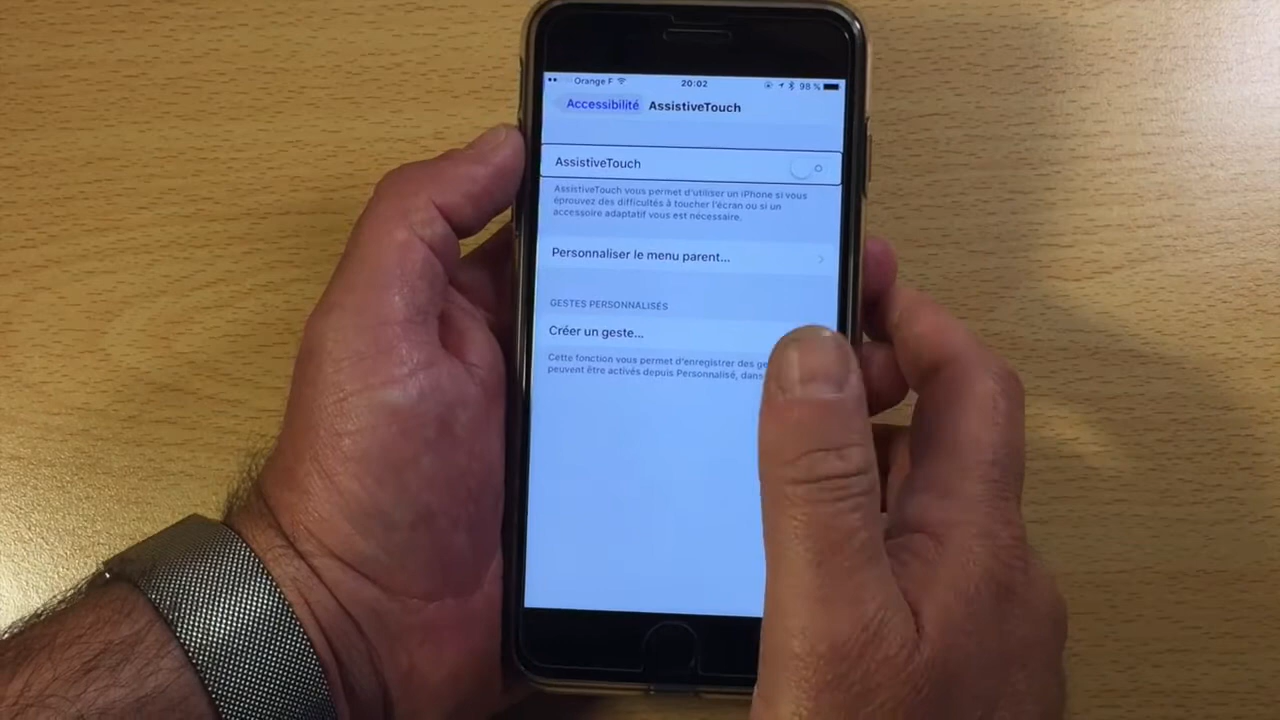 Orange F 20:02 98 %
Accessibilité AssistiveTouch
AssistiveTouch
AssistiveTouch vous permet d'utiliser un iPhone si vous
éprouvez des difficultés à toucher l'écran ou si un
accessoire adaptatif vous est nécessaire.
Personnaliser le menu parent...
GESTES PERSONNALISÉS
Créer un geste...
Cette fonction vous permet d'enregistrer des ge
peuvent être activés depuis Personnalisé, dans